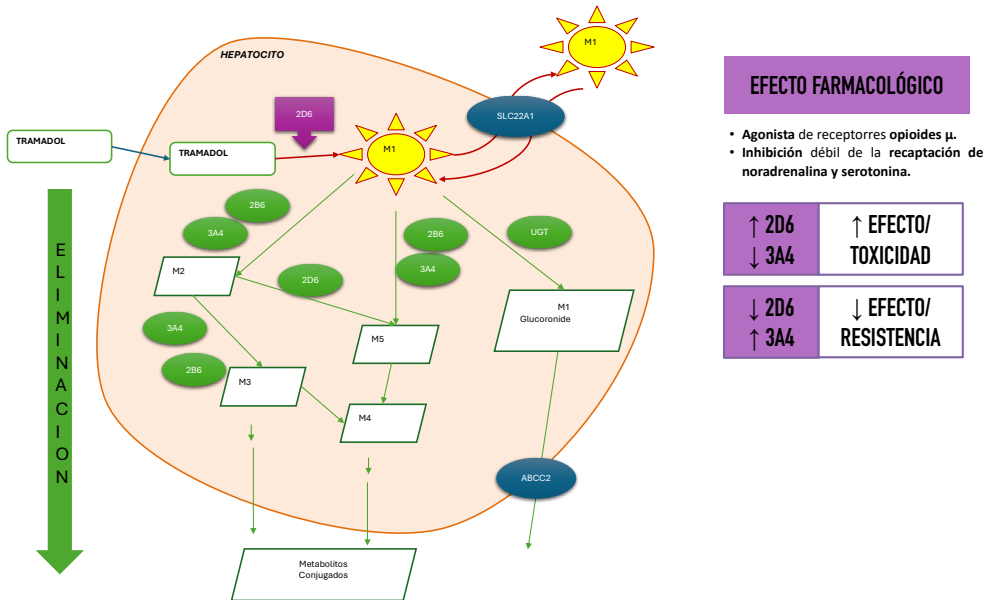 HEPATOCITO
M1
SLC22A1
2D6
TRAMADOL
TRAMADOL
M1
2B6
3A4
2B6
3A4
UGT
M2
2D6
M1
Glucoronide
3A4
M5
2B6
M3
M4
ABCC2
Metabolitos
Conjugados
ELIMINACION
EFECTO FARMACOLÓGICO
• Agonista de receptorres opioides µ.
• Inhibición débil de la recaptación de
noradrenalina y serotonina.
↑ 2D6
↓ 3A4
↑ EFECTO/
TOXICIDAD
↓ 2D6
↑ 3A4
↓ EFECTO/
RESISTENCIA